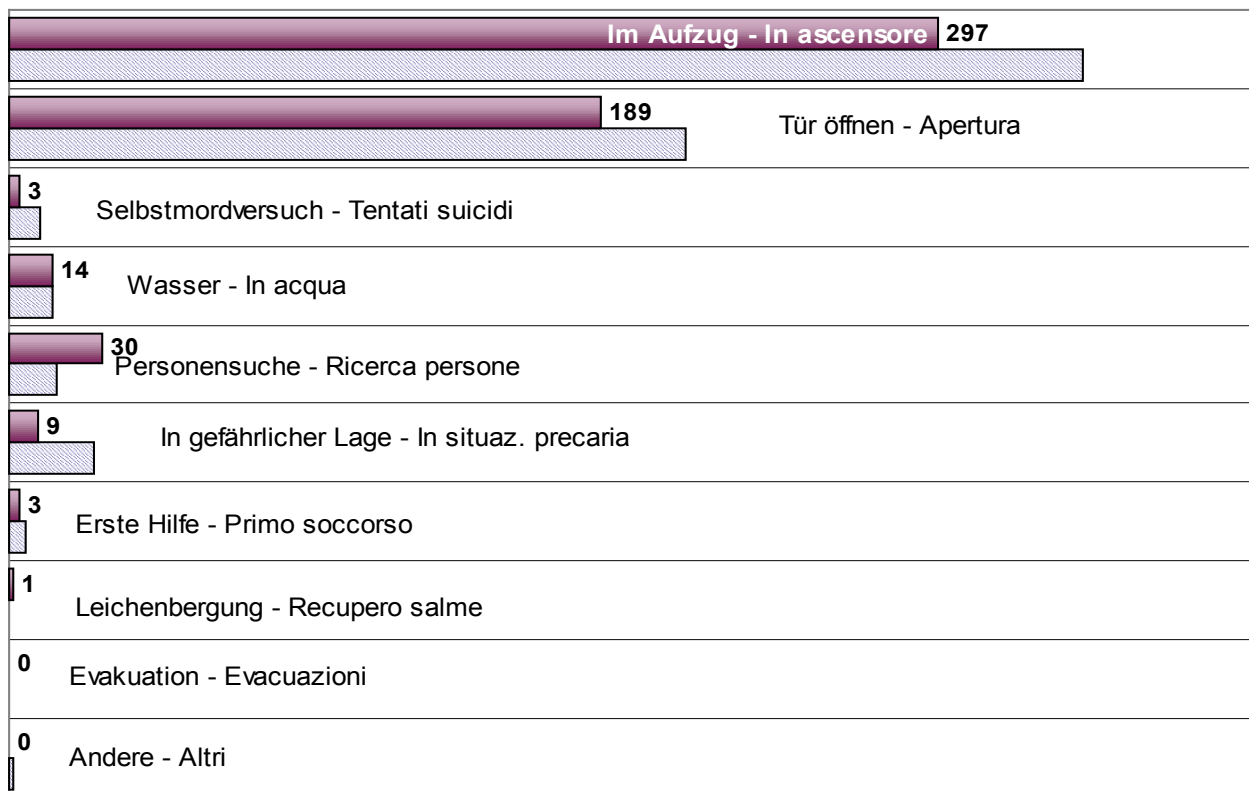 Im Aufzug - In ascensore 297
189 Tür öffnen - Apertura
3
Selbstmordversuch - Tentati suicidi
14
Wasser - In acqua
30
Personensuche - Ricerca persone
9
In gefährlicher Lage - In situaz. precaria
3
Erste Hilfe - Primo soccorso
1
Leichenbergung - Recupero salme
0
Evakuation - Evacuazioni
0
Andere - Altri